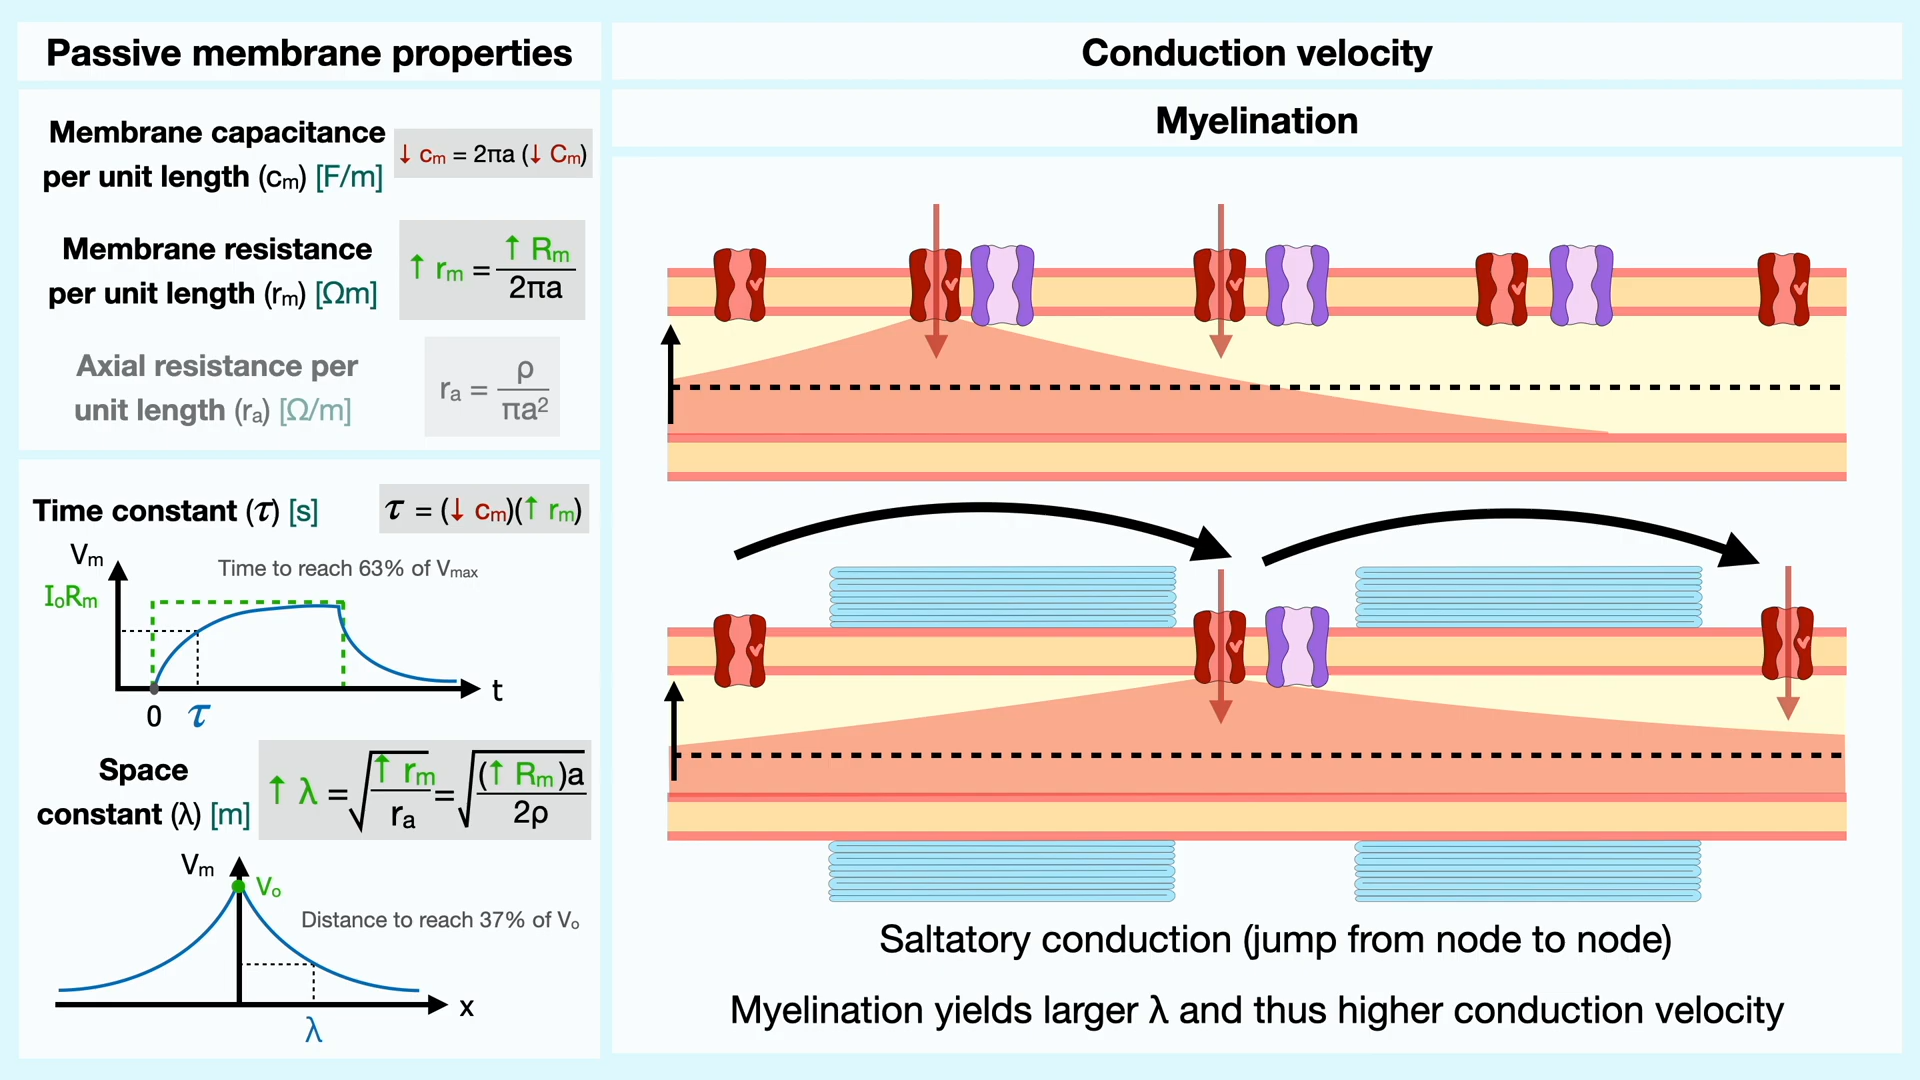 Passive membrane properties
Membrane capacitance
per unit length (cₘ) [F/m]
↓ cₘ = 2πa (↓ Cₘ)
Membrane resistance
per unit length (rₘ) [Ωm]
↑ rₘ = ↑ Rₘ / 2πa
Axial resistance per
unit length (rₐ) [Ω/m]
rₐ = ρ / πa²
Time constant (τ) [s]
τ = (↓ cₘ)(↑ rₘ)
Vₘ
Time to reach 63% of Vₘₐₓ
I₀Rₘ
t
0
τ
Space
constant (λ) [m]
↑ λ = √(↑ rₘ / rₐ) = √((↑ Rₘ)a / 2ρ)
Vₘ
V₀
Distance to reach 37% of V₀
x
λ
Conduction velocity
Myelination
Saltatory conduction (jump from node to node)
Myelination yields larger λ and thus higher conduction velocity